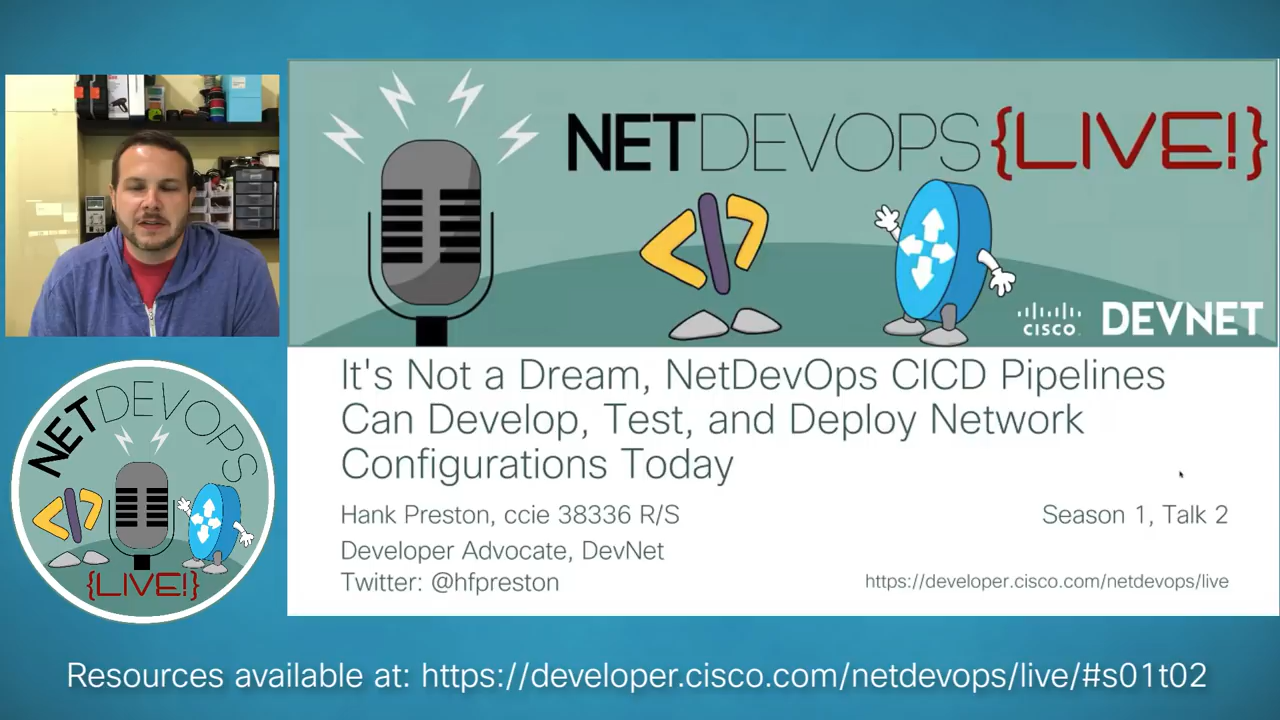 NETDEVOPS {LIVE!}
CISCO DEVNET
It's Not a Dream, NetDevOps CICD Pipelines
Can Develop, Test, and Deploy Network
Configurations Today
Hank Preston, ccie 38336 R/S
Season 1, Talk 2
Developer Advocate, DevNet
Twitter: @hfpreston
https://developer.cisco.com/netdevops/live
NETDEVOPS
{LIVE!}
Resources available at: https://developer.cisco.com/netdevops/live/#s01t02